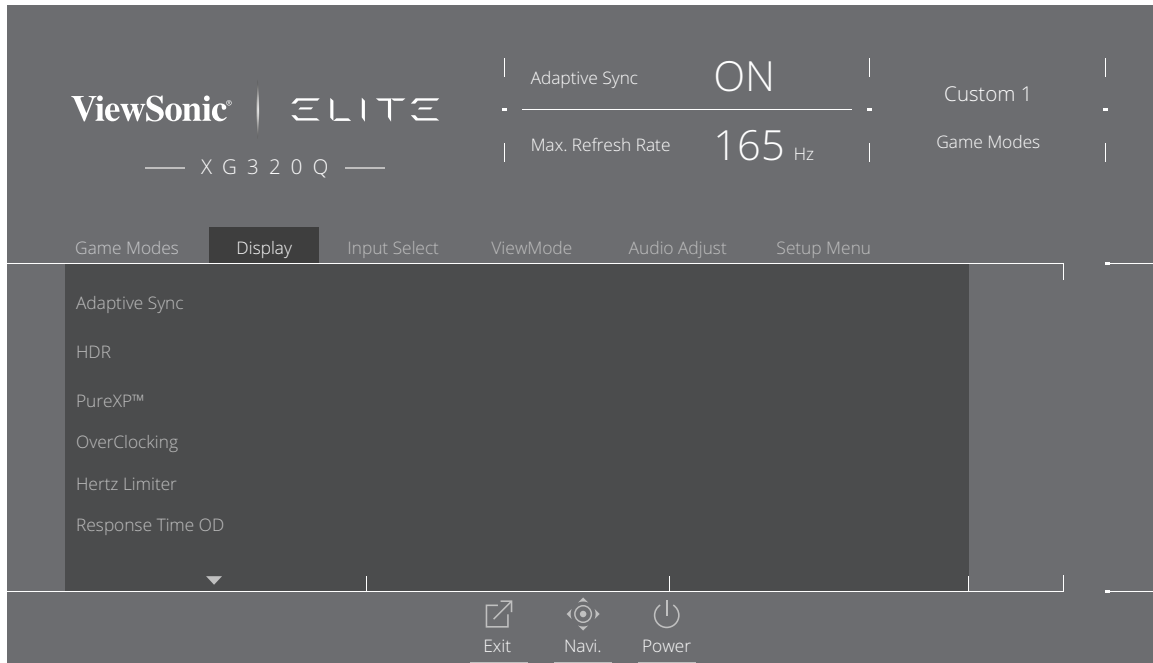 ViewSonic® ELITE
XG320Q
Adaptive Sync ON
Max. Refresh Rate 165 Hz
Custom 1
Game Modes
Game Modes Display Input Select ViewMode Audio Adjust Setup Menu
Adaptive Sync
HDR
PureXP™
OverClocking
Hertz Limiter
Response Time OD
Exit Navi. Power